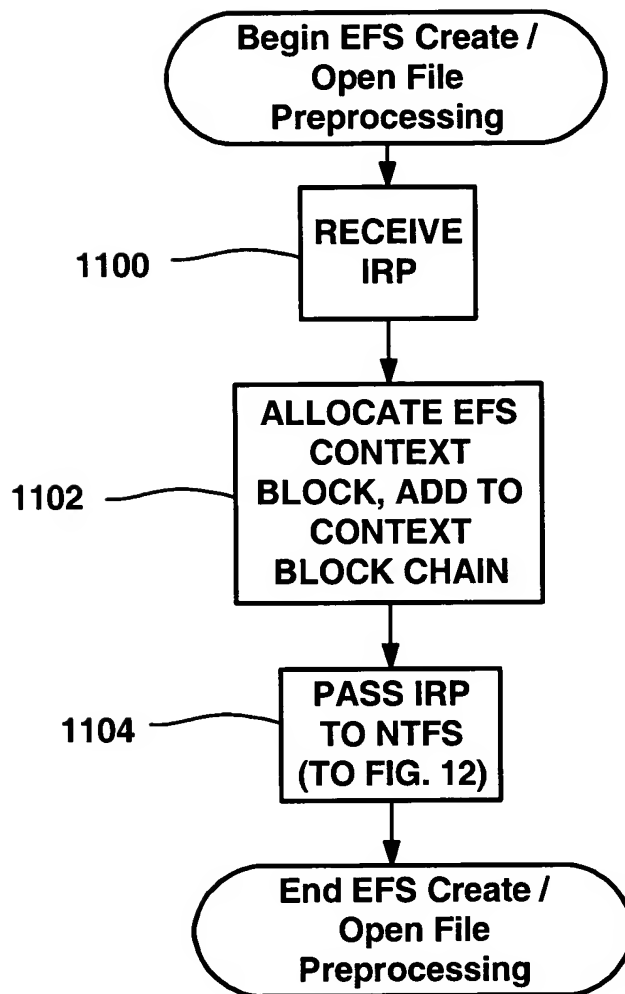 Begin EFS Create /
Open File
Preprocessing
1100
RECEIVE
IRP
1102
ALLOCATE EFS
CONTEXT
BLOCK, ADD TO
CONTEXT
BLOCK CHAIN
1104
PASS IRP
TO NTFS
(TO FIG. 12)
End EFS Create /
Open File
Preprocessing